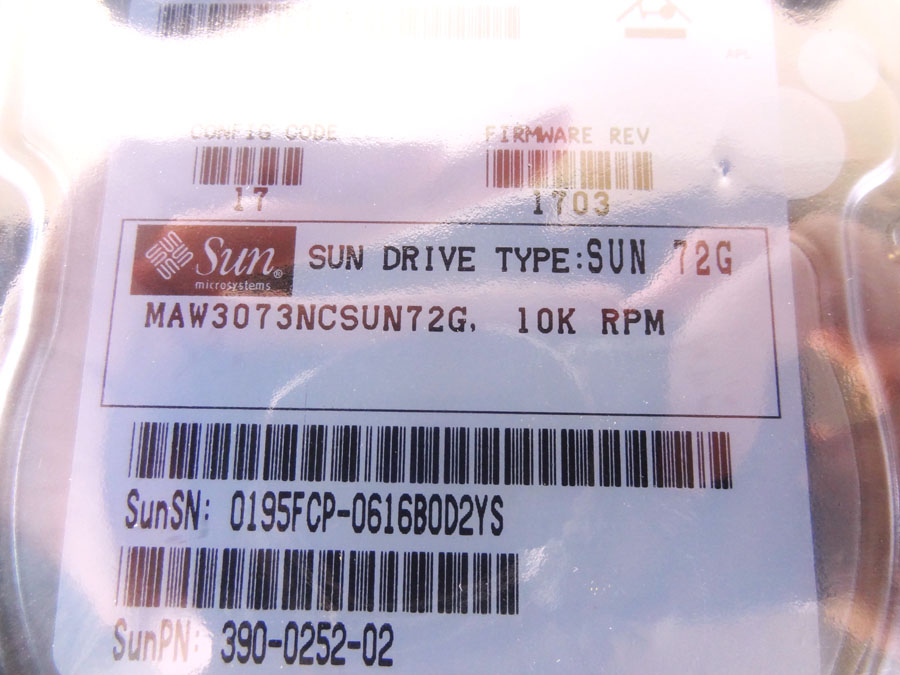 APL
CONFIG CODE FIRMWARE REV
17 1703
Sun® SUN DRIVE TYPE:SUN 72G
microsystems
MAW3073NCSUN72G, 10K RPM
SunSN: 0195FCP-0616B0D2YS
SunPN: 390-0252-02